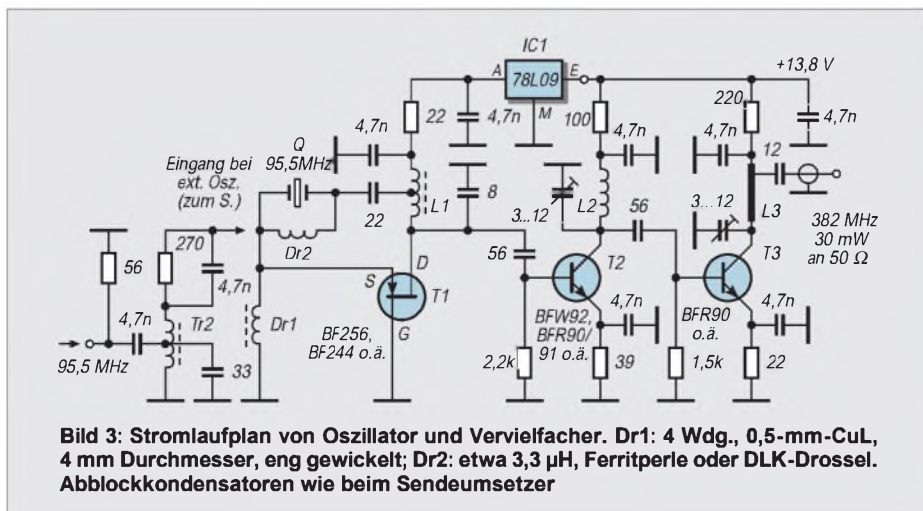 IC1
A
78L09
E
M
+13,8 V
22
4,7n
100
4,7n
220
4,7n
4,7n
4,7n
12
Q
95,5MHz
Eingang bei
ext. Osz.
(zum S.)
22
L1
8
3...12
L2
56
3...12
L3
382 MHz
30 mW
an 50 Ω
270
Dr2
56
4,7n
56
D
S
T1
G
T2
T3
4,7n
Tr2
Dr1
BF256,
BF244 o.ä.
BFW92,
BFR90/
91 o.ä.
4,7n
BFR90
o.ä.
4,7n
95,5 MHz
33
2,2k
39
1,5k
22
Bild 3: Stromlaufplan von Oszillator und Vervielfacher. Dr1: 4 Wdg., 0,5-mm-CuL,
4 mm Durchmesser, eng gewickelt; Dr2: etwa 3,3 µH, Ferritperle oder DLK-Drossel.
Abblockkondensatoren wie beim Sendeumsetzer